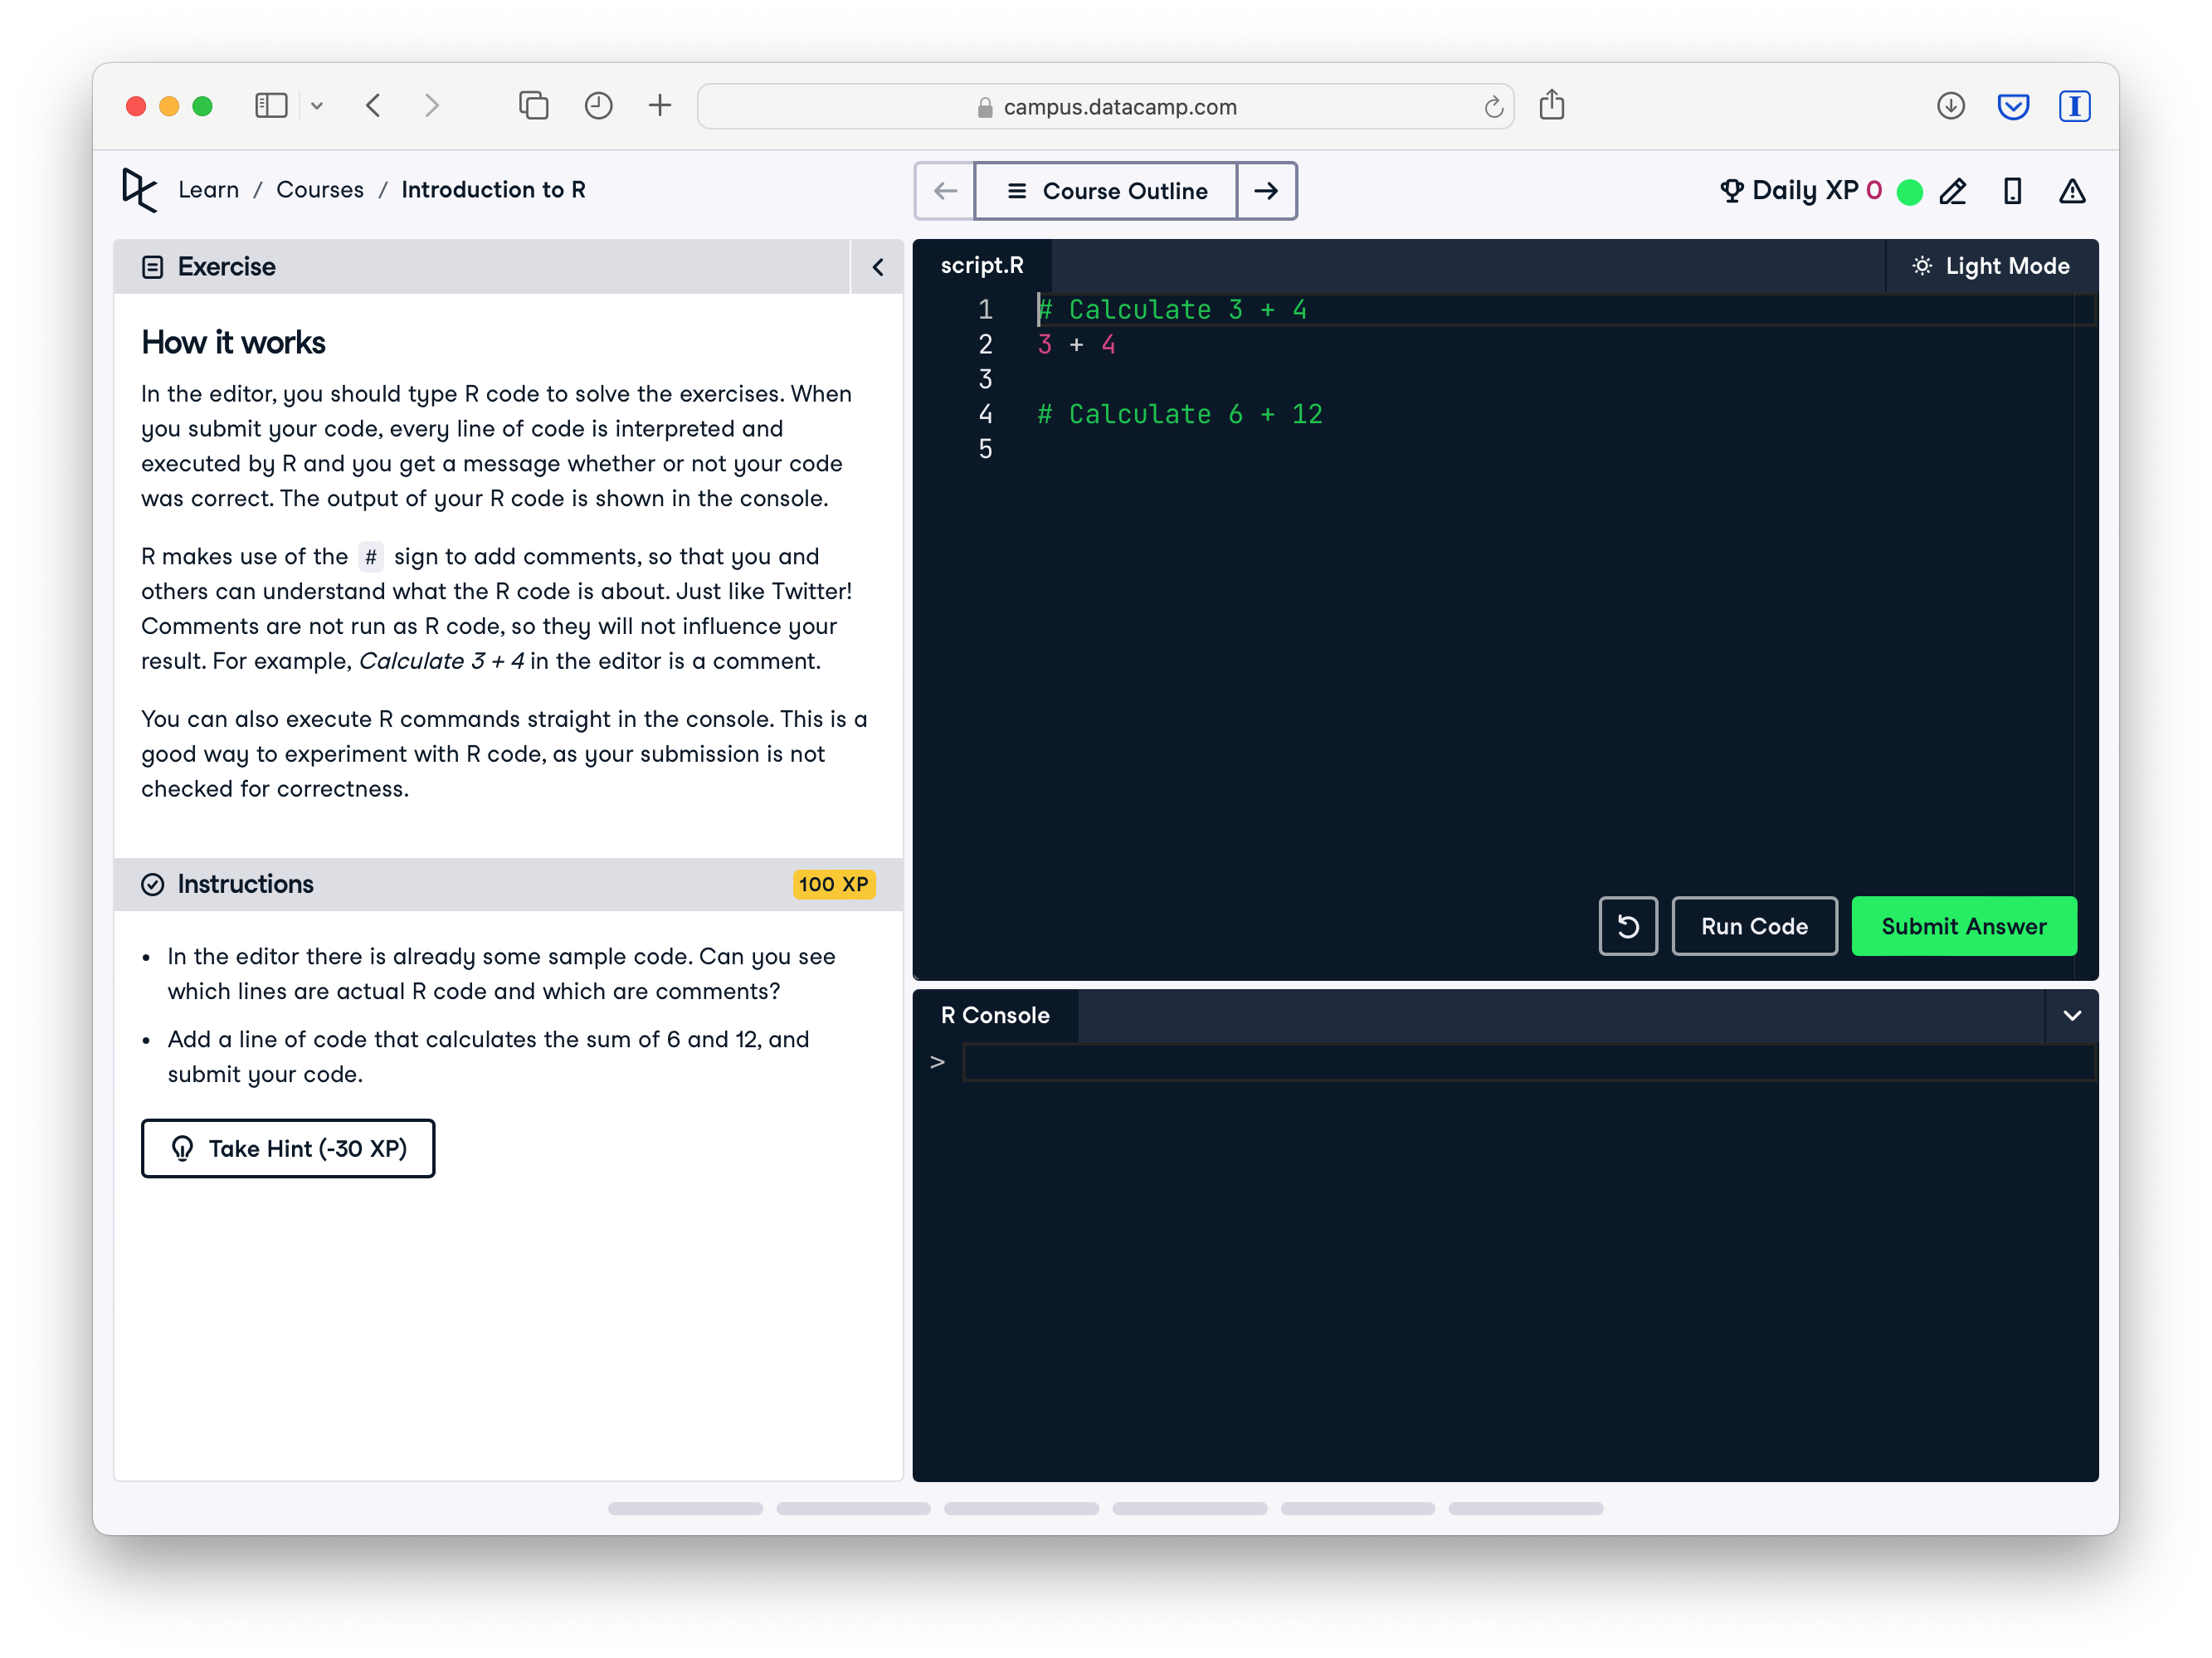 campus.datacamp.com
Learn / Courses / Introduction to R
Course Outline
Daily XP 0
Exercise
How it works
In the editor, you should type R code to solve the exercises. When
you submit your code, every line of code is interpreted and
executed by R and you get a message whether or not your code
was correct. The output of your R code is shown in the console.
R makes use of the # sign to add comments, so that you and
others can understand what the R code is about. Just like Twitter!
Comments are not run as R code, so they will not influence your
result. For example, Calculate 3 + 4 in the editor is a comment.
You can also execute R commands straight in the console. This is a
good way to experiment with R code, as your submission is not
checked for correctness.
Instructions
100 XP
• In the editor there is already some sample code. Can you see
which lines are actual R code and which are comments?
• Add a line of code that calculates the sum of 6 and 12, and
submit your code.
Take Hint (-30 XP)
script.R
Light Mode
1 # Calculate 3 + 4
2 3 + 4
3
4 # Calculate 6 + 12
5
Run Code
Submit Answer
R Console
>